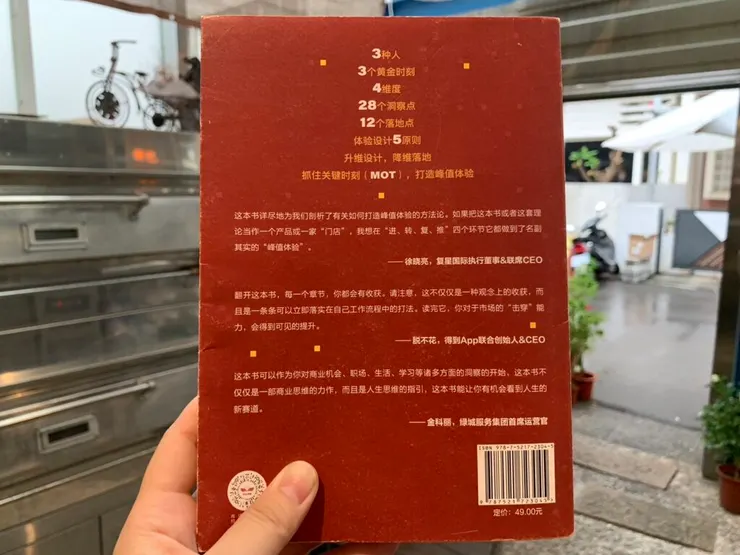 3种人
3个黄金时刻
4维度
28个洞察点
12个落地点
体验设计5原则
升维设计，降维落地
抓住关键时刻（MOT），打造峰值体验
这本书详尽地为我们剖析了有关如何打造峰值体验的方法论。如果把这本书或者这套理
论当作一个产品或一家“门店”，我想在“进、转、复、推”四个环节它都做到了名副
其实的“峰值体验”。
——徐晓亮，复星国际执行董事&联席CEO
翻开这本书，每一个章节，你都会有收获。请注意，这不仅仅是一种观念上的收获，而
且是一条条可以立即落实在自己工作流程中的打法。读完它，你对于市场的“击穿”能
力，会得到可见的提升。
——脱不花，得到App联合创始人&CEO
这本书可以作为你对商业机会、职场、生活、学习等诸多方面的洞察的开始，这本书不
仅仅是一部商业思维的力作，而且是人生思维的指引，这本书能让你有机会看到人生的
新赛道。
——金科丽，绿城服务集团首席运营官
ISBN 978-7-5217-2304-5
9 787521 723045
定价：49.00元